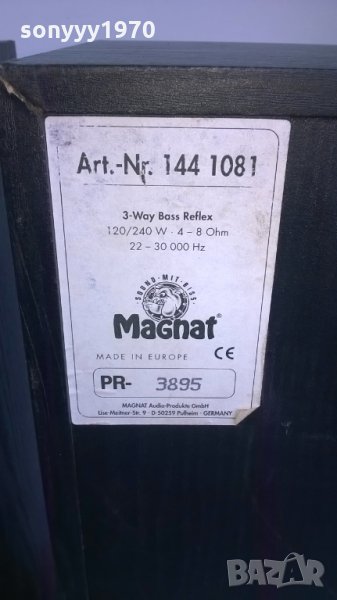 sonyyy1970
Art.-Nr. 144 1081
3-Way Bass Reflex
120/240 W · 4 – 8 Ohm
22 – 30 000 Hz
SOUND·MIT·BISS
Magnat®
MADE IN EUROPE CE
PR- 3895
MAGNAT Audio-Produkte GmbH
Lise-Meitner-Str. 9 · D 50259 Pulheim · GERMANY
BAZAR
.bg